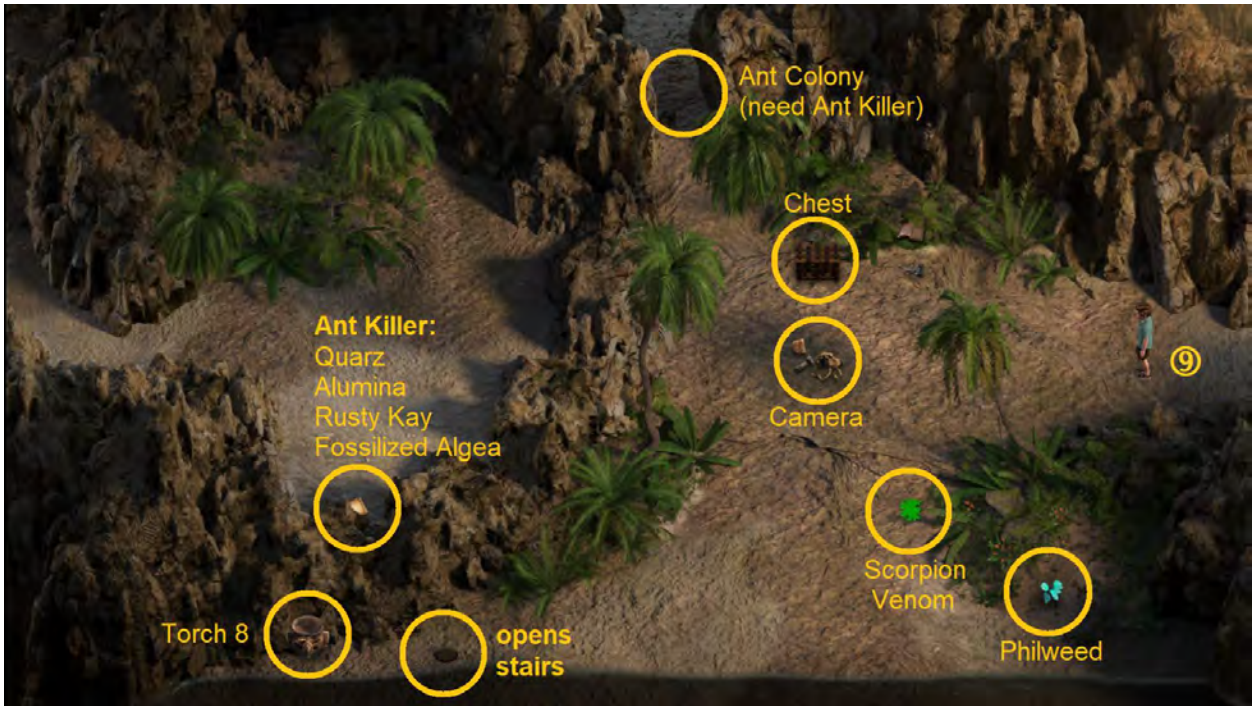 Ant Colony
(need Ant Killer)
Chest
Ant Killer:
Quarz
Alumina
Rusty Kay
Fossilized Algea
Camera
⑨
Scorpion
Venom
Torch 8
opens
stairs
Philweed